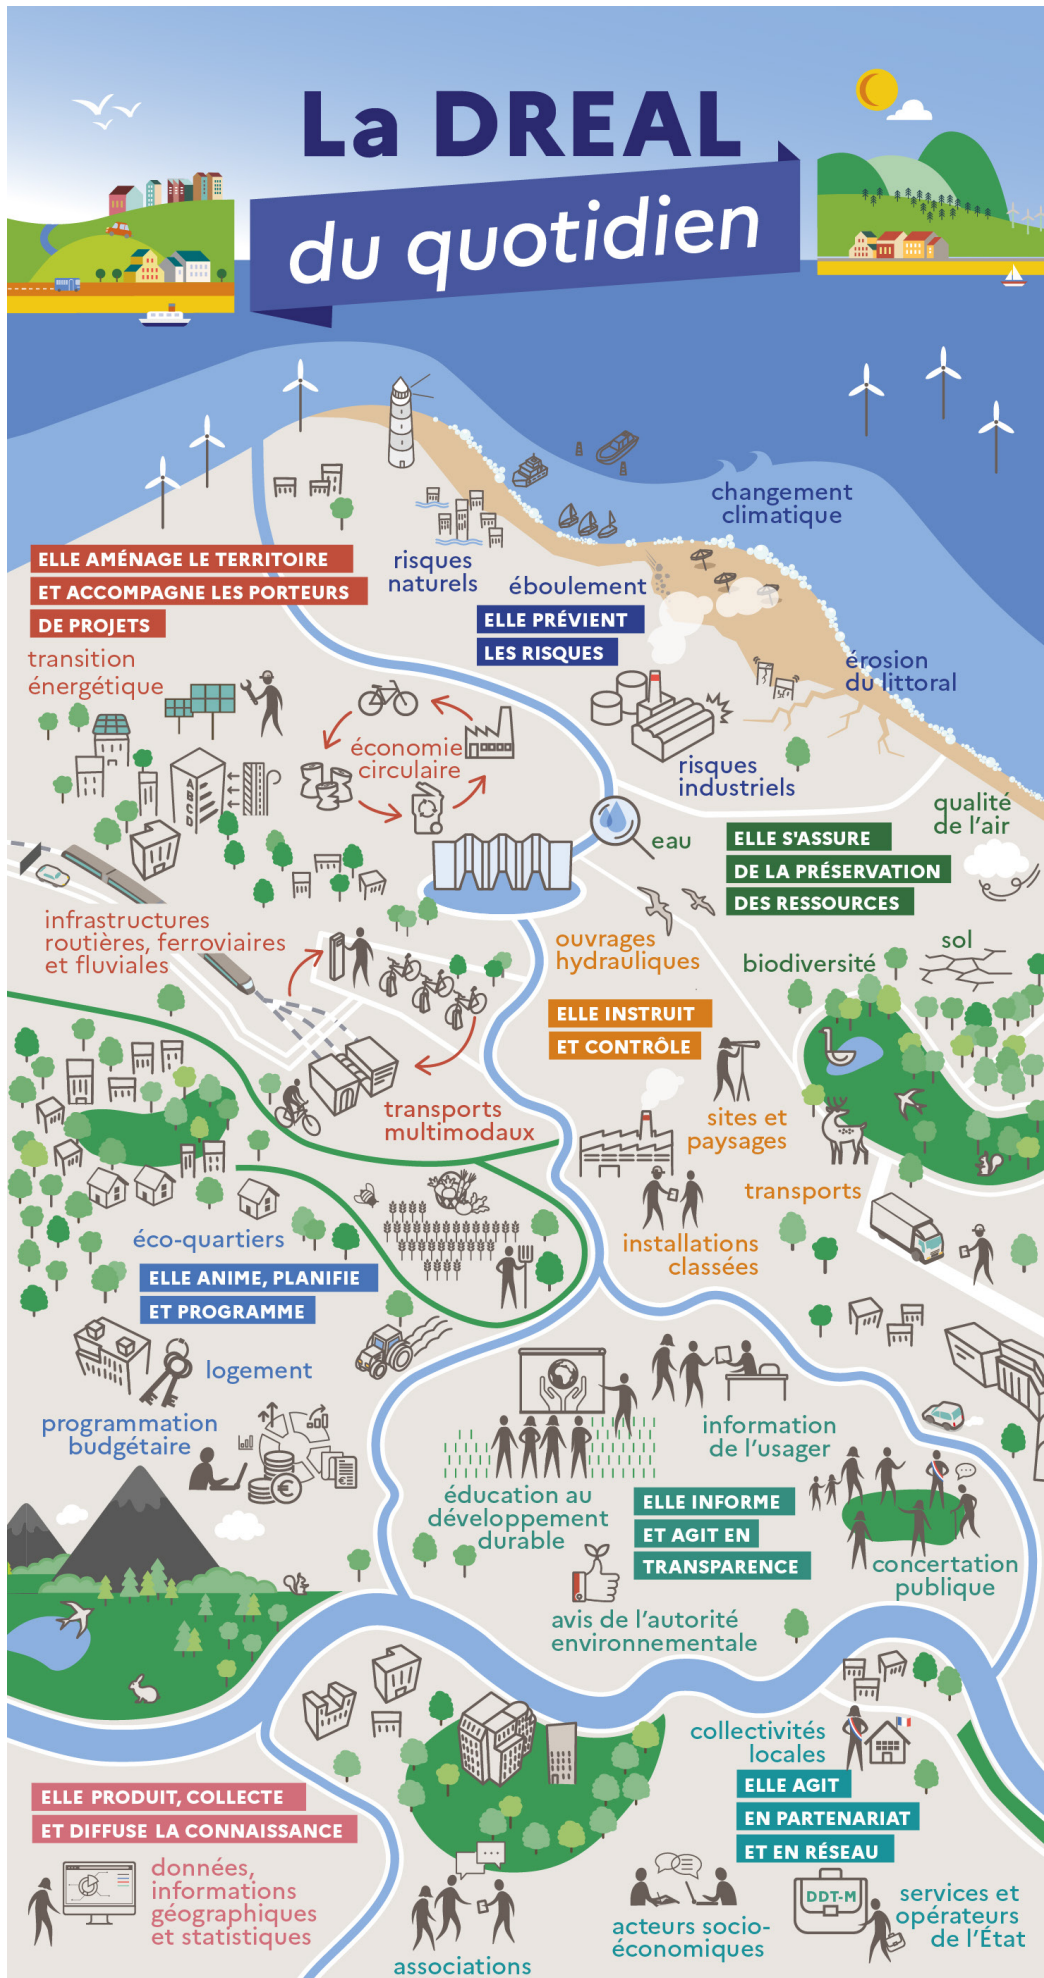 La DREAL
du quotidien
changement
climatique
risques
naturels
éboulement
ELLE AMÉNAGE LE TERRITOIRE
ET ACCOMPAGNE LES PORTEURS
DE PROJETS
ELLE PRÉVIENT
LES RISQUES
transition
énergétique
érosion
du littoral
économie
circulaire
A
B
C
D
risques
industriels
qualité
de l'air
eau
ELLE S'ASSURE
DE LA PRÉSERVATION
DES RESSOURCES
infrastructures
routières, ferroviaires
et fluviales
ouvrages
hydrauliques
biodiversité
sol
ELLE INSTRUIT
ET CONTRÔLE
transports
multimodaux
sites et
paysages
transports
installations
classées
éco-quartiers
ELLE ANIME, PLANIFIE
ET PROGRAMME
logement
programmation
budgétaire
€
€
information
de l'usager
éducation au
développement
durable
ELLE INFORME
ET AGIT EN
TRANSPARENCE
concertation
publique
avis de l'autorité
environnementale
collectivités
locales
ELLE AGIT
EN PARTENARIAT
ET EN RÉSEAU
ELLE PRODUIT, COLLECTE
ET DIFFUSE LA CONNAISSANCE
données,
informations
géographiques
et statistiques
associations
acteurs socio-
économiques
DDT-M
services et
opérateurs
de l'État